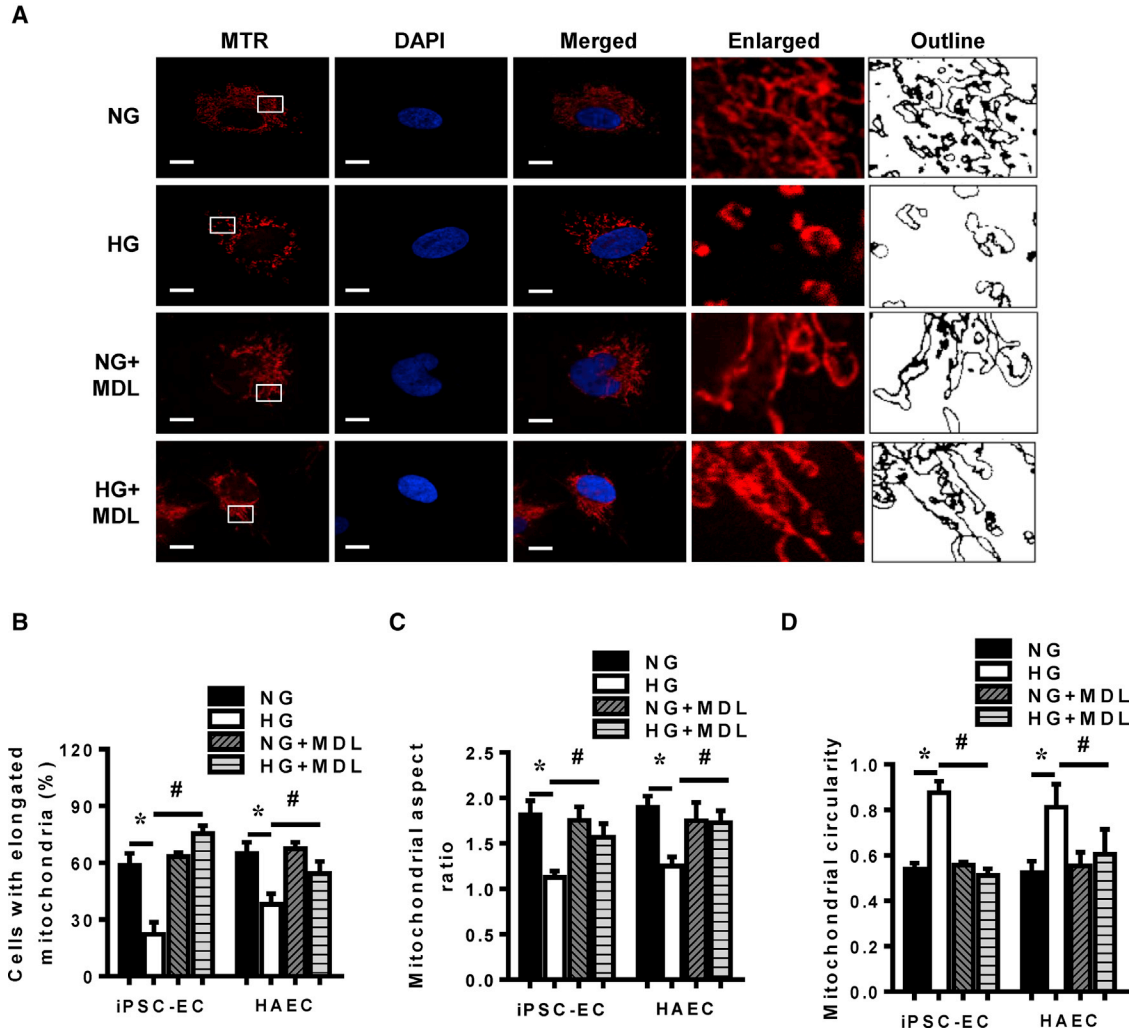 A
MTR DAPI Merged Enlarged Outline
NG
HG
NG+
MDL
HG+
MDL
B
NG
HG
NG+MDL
HG+MDL
Cells with elongated
mitochondria (%)
120
90
60
30
0
* # * #
iPSC-EC HAEC
C
NG
HG
NG+MDL
HG+MDL
Mitochondrial aspect
ratio
2.5
2.0
1.5
1.0
0.5
0.0
* # * #
iPSC-EC HAEC
D
NG
HG
NG+MDL
HG+MDL
Mitochondrial circularity
1.0
0.8
0.6
0.4
0.2
0.0
* # * #
iPSC-EC HAEC